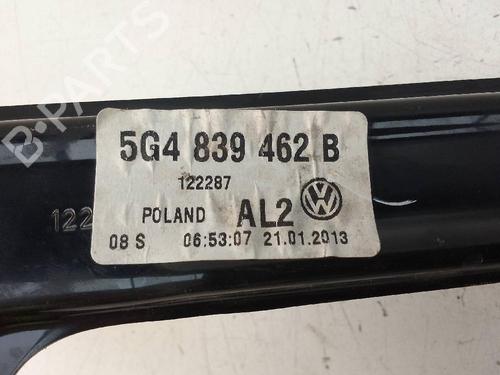 B-PARTS
5G4 839 462 B
122287
POLAND AL2
08 S 06:53:07 21.01.2013
122